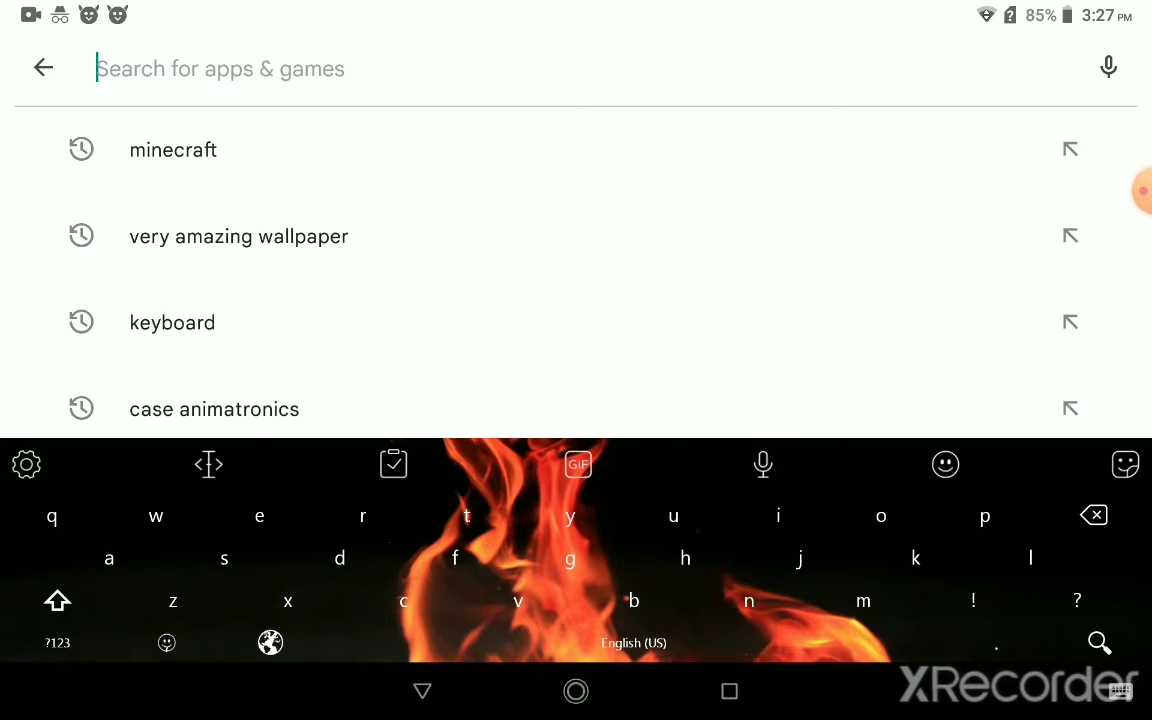 85% 3:27 PM
Search for apps & games
minecraft
very amazing wallpaper
keyboard
case animatronics
GIF
q w e r t y u i o p
a s d f g h j k l
z x c v b n m ! ?
?123 English (US) .
XRecorder